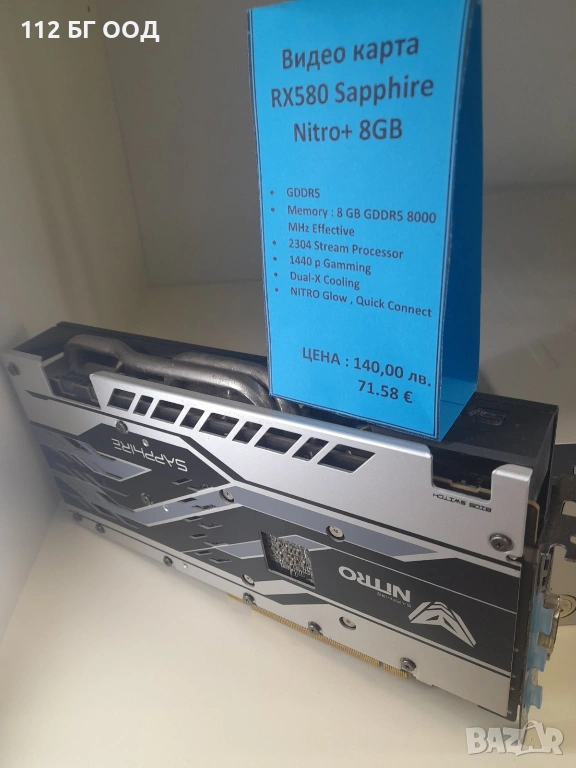 112 БГ ООД
Видео карта
RX580 Sapphire
Nitro+ 8GB
• GDDR5
• Memory : 8 GB GDDR5 8000
MHz Effective
• 2304 Stream Processor
• 1440 p Gamming
• Dual-X Cooling
• NITRO Glow , Quick Connect
ЦЕНА : 140,00 лв.
71.58 €
SAPPHIRE
BIOS SWITCH
SAPPHIRE
NITRO
BAZAR